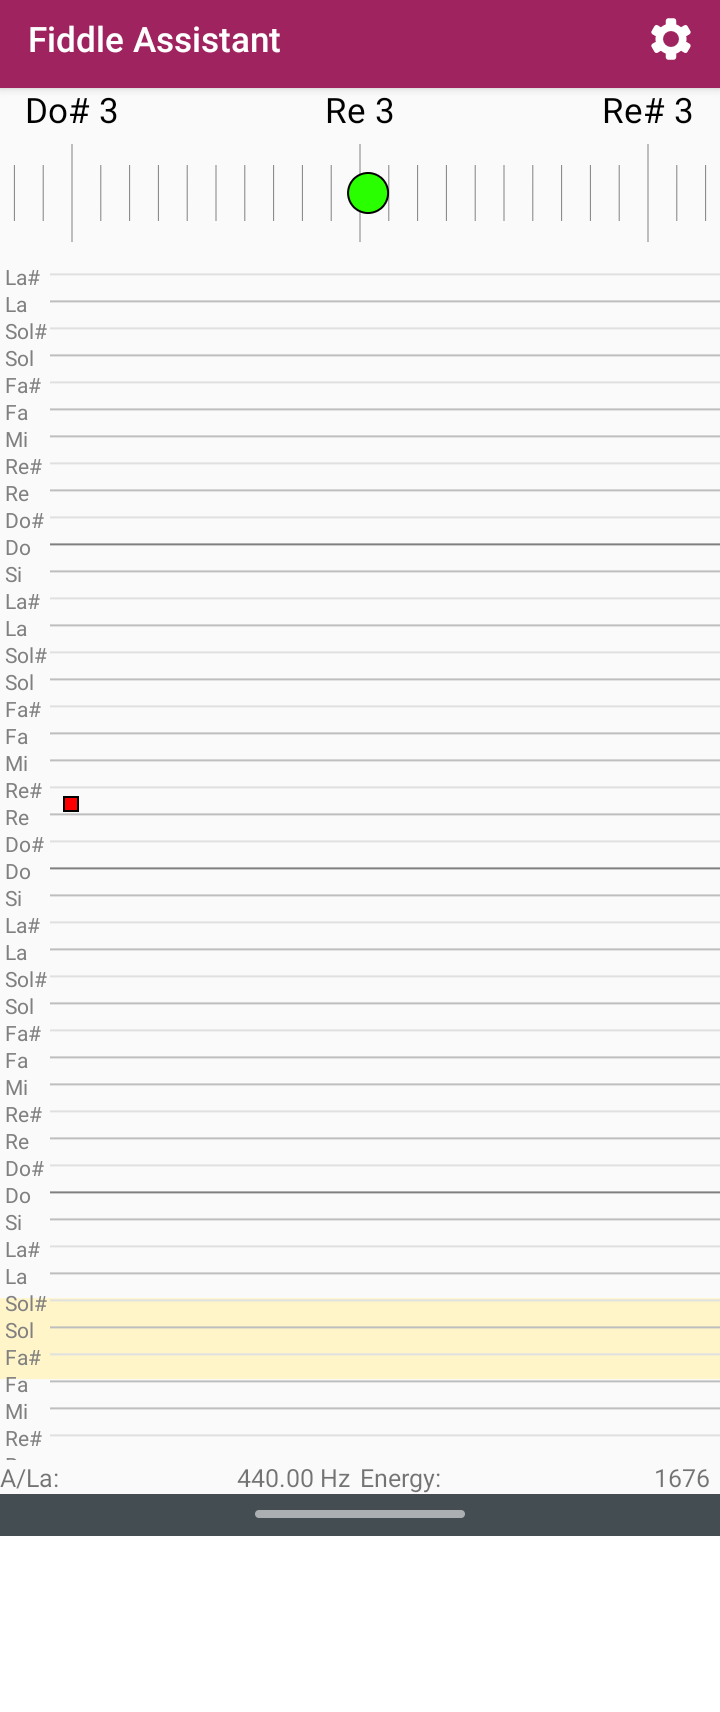 Fiddle Assistant
Do# 3 Re 3 Re# 3
La#
La
Sol#
Sol
Fa#
Fa
Mi
Re#
Re
Do#
Do
Si
La#
La
Sol#
Sol
Fa#
Fa
Mi
Re#
Re
Do#
Do
Si
La#
La
Sol#
Sol
Fa#
Fa
Mi
Re#
Re
Do#
Do
Si
La#
La
Sol#
Sol
Fa#
Fa
Mi
Re#
A/La: 440.00 Hz Energy: 1676